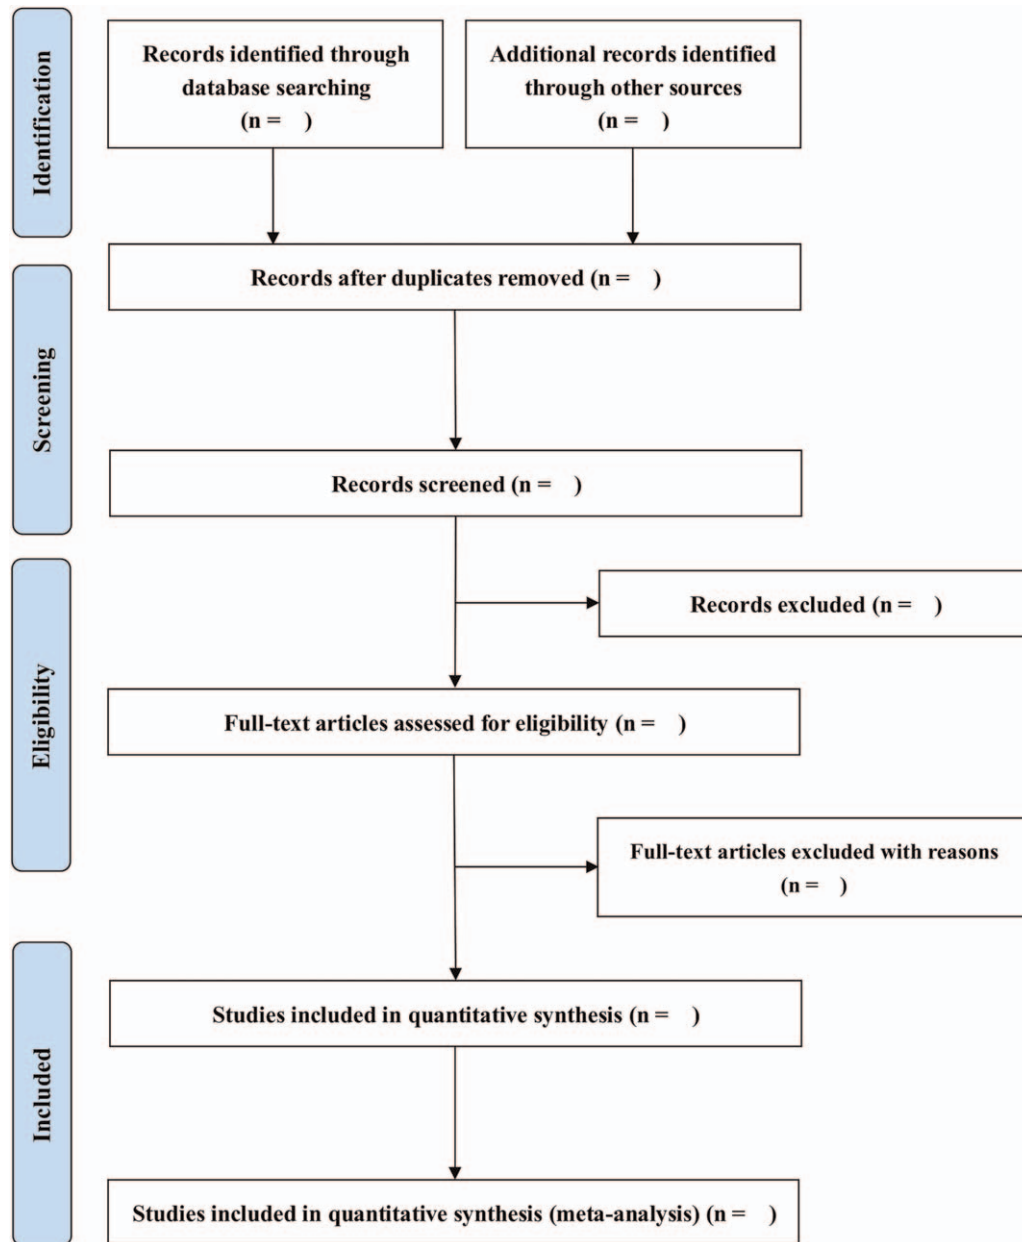 Identification
Records identified through
database searching
(n =    )
Additional records identified
through other sources
(n =    )
Records after duplicates removed (n =    )
Screening
Records screened (n =    )
Records excluded (n =    )
Eligibility
Full-text articles assessed for eligibility (n =    )
Full-text articles excluded with reasons
(n =    )
Included
Studies included in quantitative synthesis (n =    )
Studies included in quantitative synthesis (meta-analysis) (n =    )